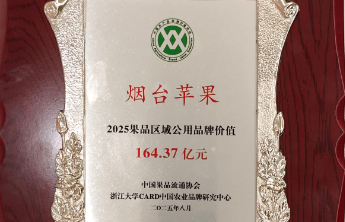 烟台苹果
2025果品区域公用品牌价值
164.37 亿元
中国果品流通协会
浙江大学CARD中国农业品牌研究中心
二〇二五年八月